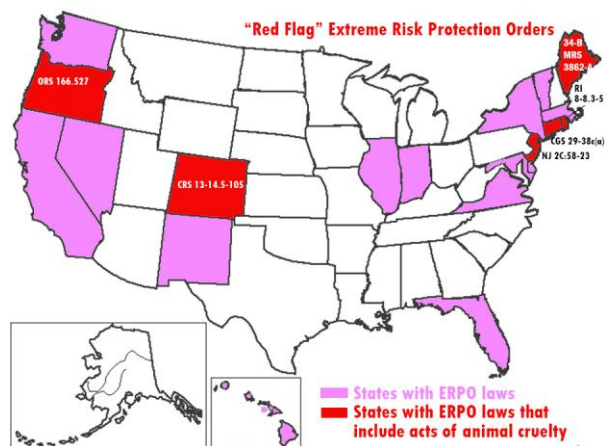 "Red Flag" Extreme Risk Protection Orders
34-B
MRS
3862-A
ORS 166.527
RI
8-8.3-5
CGS 29-38c(a)
NJ 2C:58-23
CRS 13-14.5-105
States with ERPO laws
States with ERPO laws that
include acts of animal cruelty